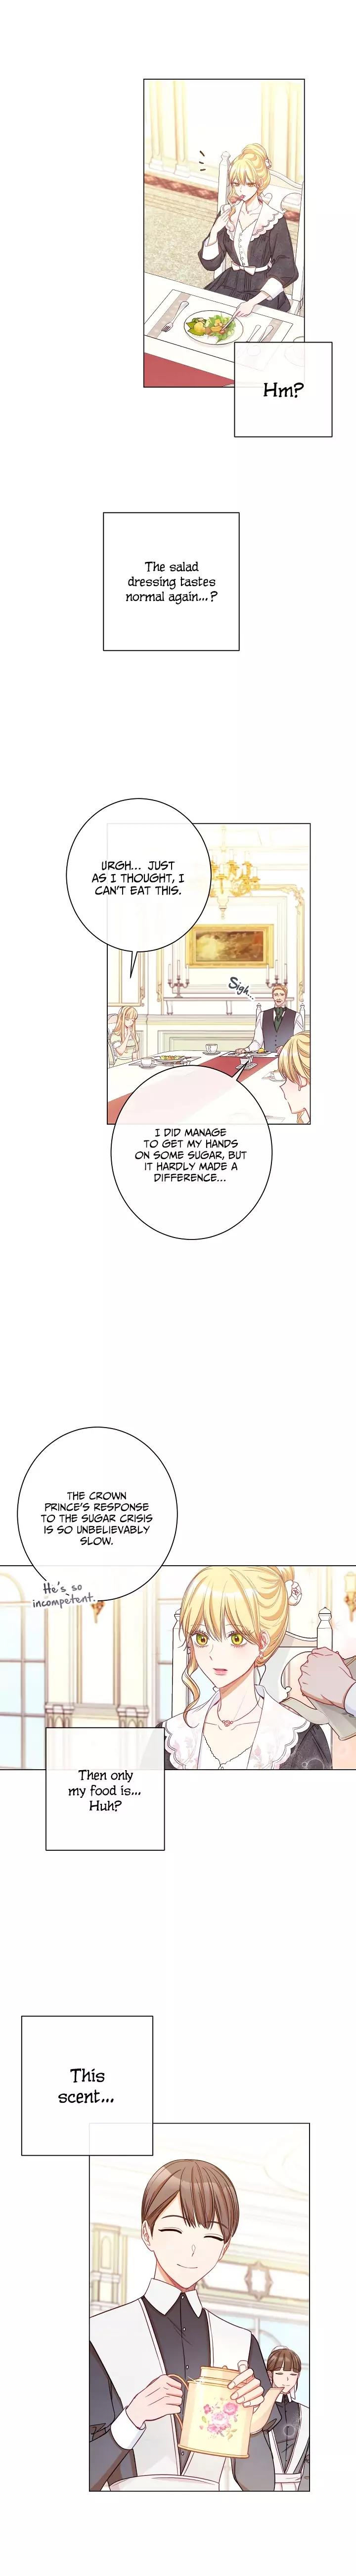 Hm?
The salad
dressing tastes
normal again...?
URGH... JUST
AS I THOUGHT, I
CAN'T EAT THIS.
Sigh...
I DID MANAGE
TO GET MY HANDS
ON SOME SUGAR, BUT
IT HARDLY MADE A
DIFFERENCE...
THE CROWN
PRINCE'S RESPONSE
TO THE SUGAR CRISIS
IS SO UNBELIEVABLY
SLOW.
He's so
incompetent.
Then only
my food is...
Huh?
This
scent...